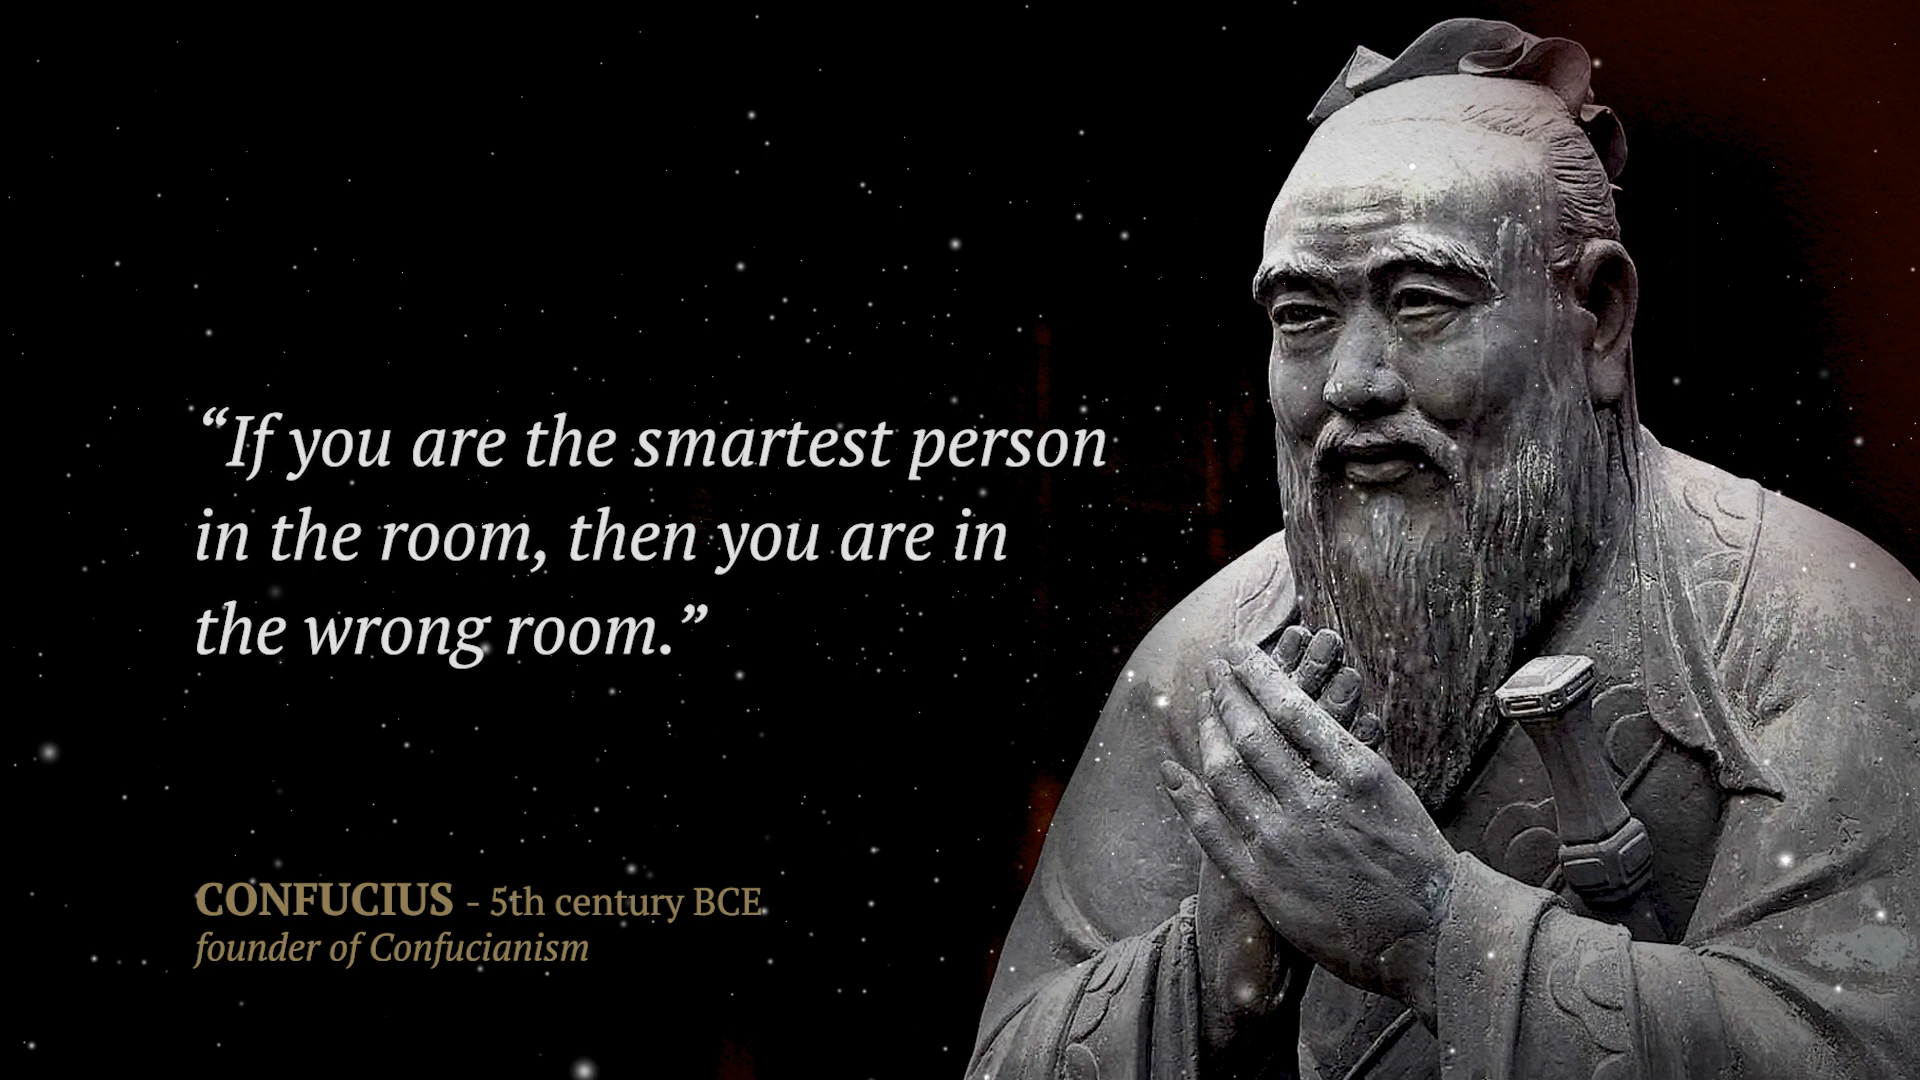 “If you are the smartest person
in the room, then you are in
the wrong room.”
CONFUCIUS - 5th century BCE
founder of Confucianism